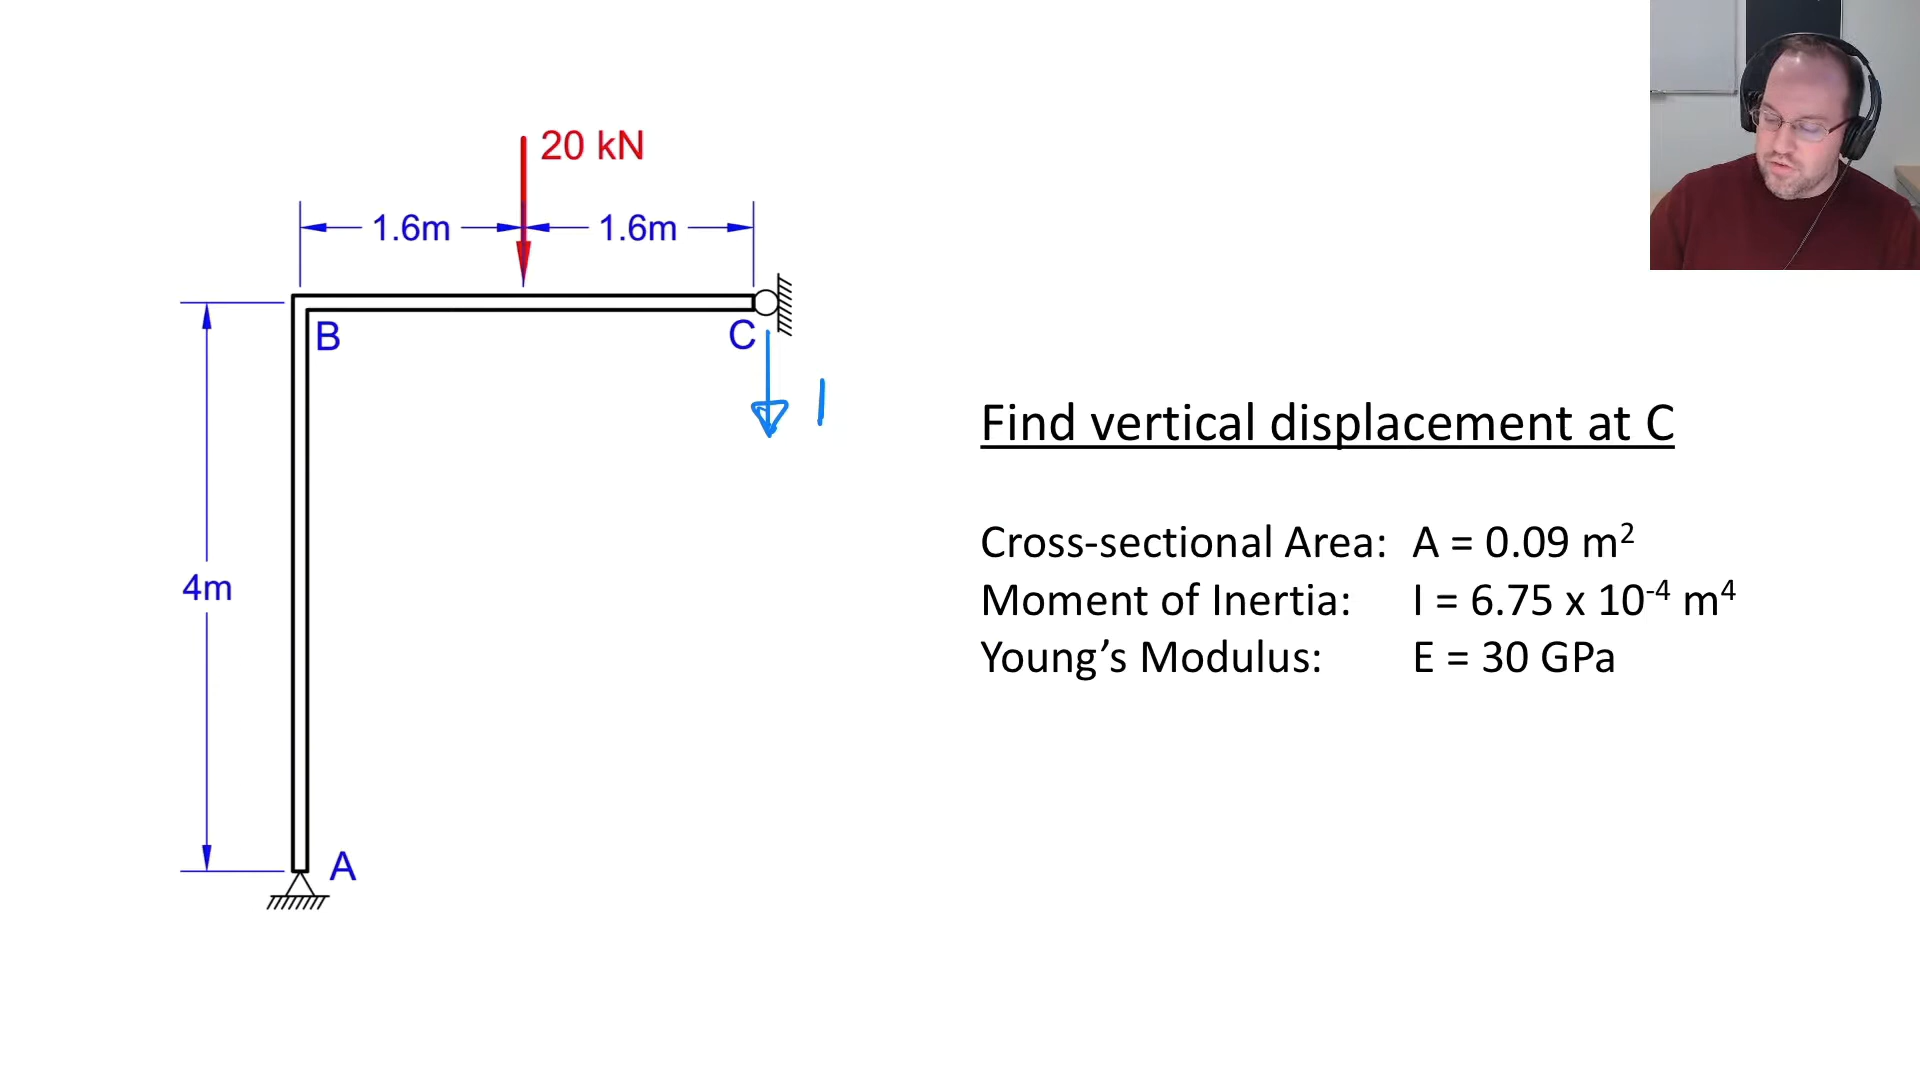 20 kN
1.6m 1.6m
B
C
1
4m
A
Find vertical displacement at C
Cross-sectional Area: A = 0.09 m²
Moment of Inertia: I = 6.75 x 10⁻⁴ m⁴
Young’s Modulus: E = 30 GPa